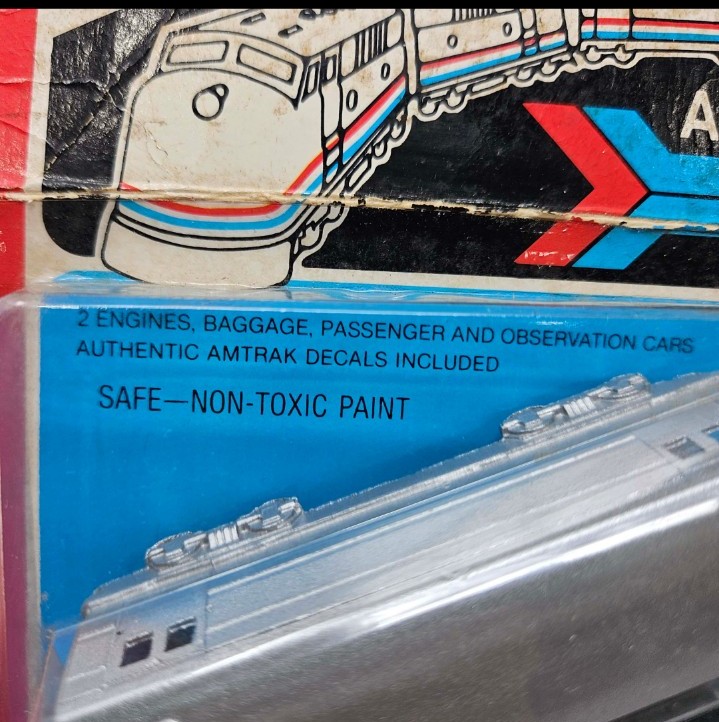 A
2 ENGINES, BAGGAGE, PASSENGER AND OBSERVATION CARS
AUTHENTIC AMTRAK DECALS INCLUDED
SAFE—NON-TOXIC PAINT